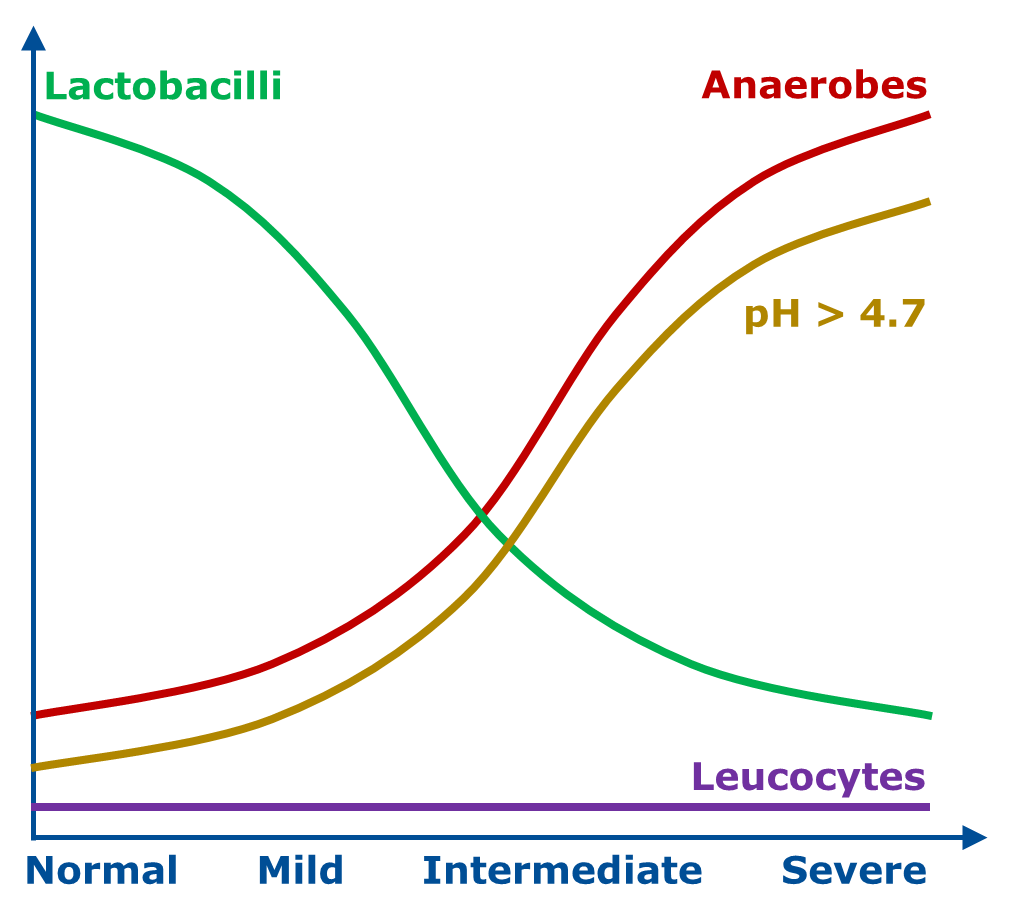 Lactobacilli
Anaerobes
pH > 4.7
Leucocytes
Normal Mild Intermediate Severe